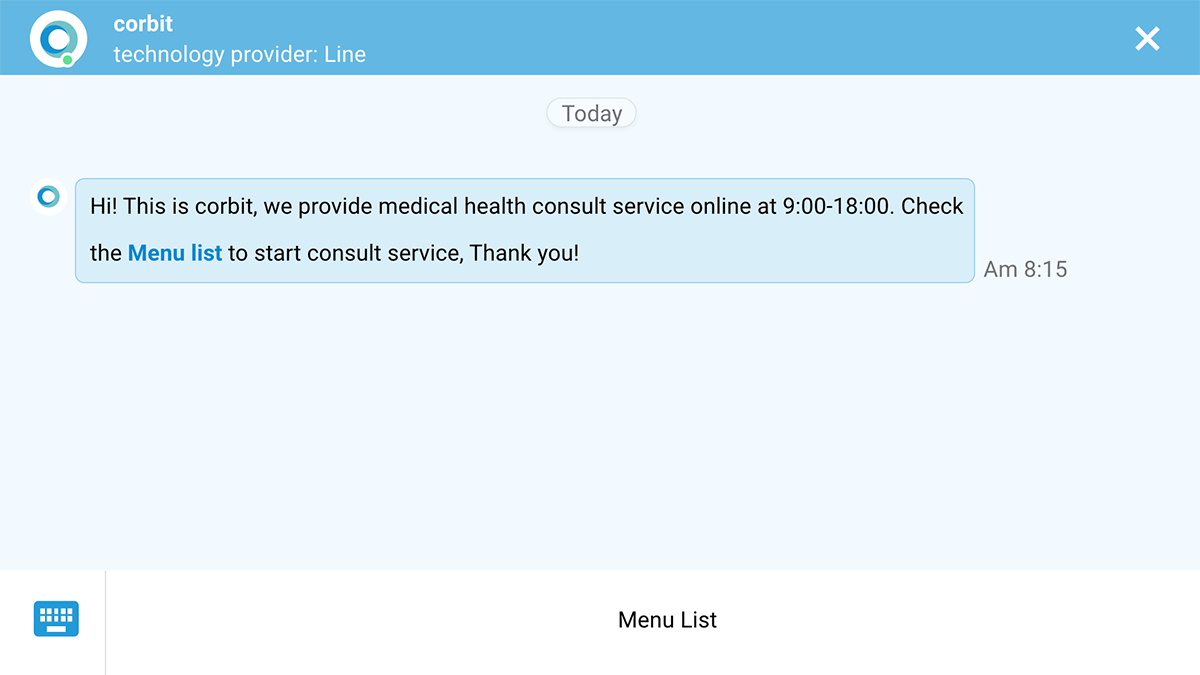 corbit
technology provider: Line
Today
Hi! This is corbit, we provide medical health consult service online at 9:00-18:00. Check
the Menu list to start consult service, Thank you!
Am 8:15
Menu List